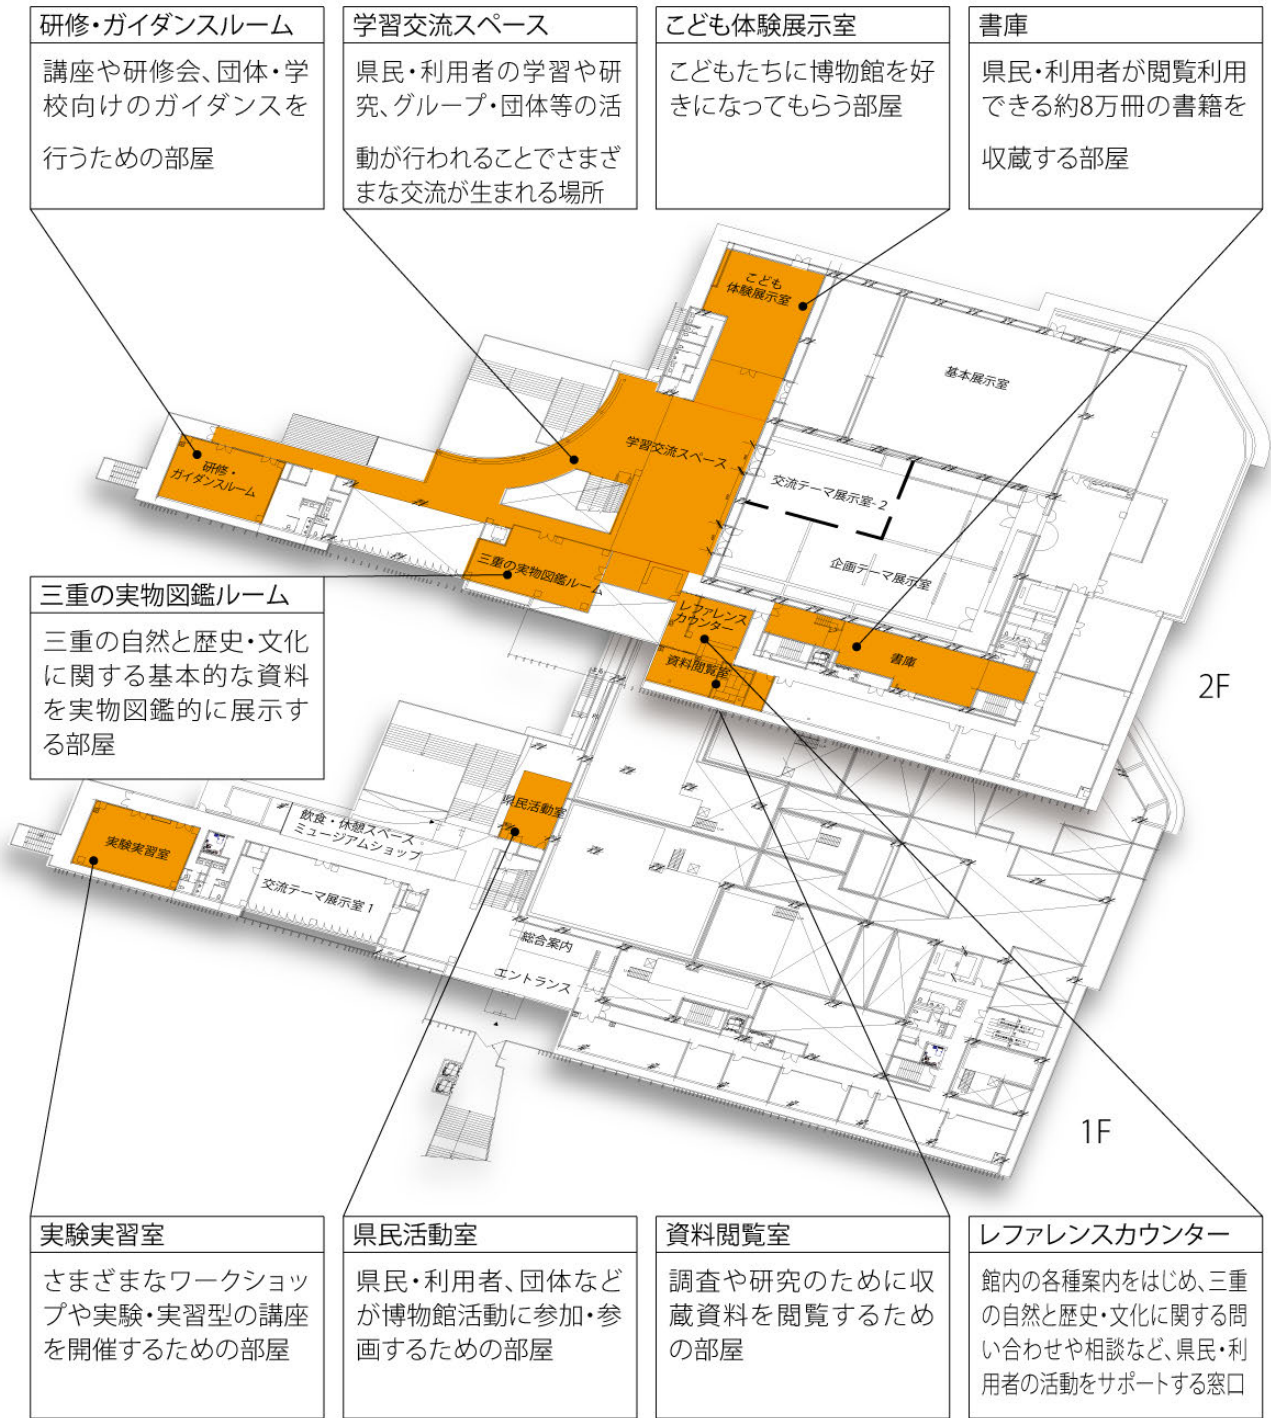 研修・ガイダンスルーム
講座や研修会、団体・学
校向けのガイダンスを
行うための部屋
学習交流スペース
県民・利用者の学習や研
究、グループ・団体等の活
動が行われることでさまざ
まな交流が生まれる場所
こども体験展示室
こどもたちに博物館を好
きになってもらう部屋
書庫
県民・利用者が閲覧利用
できる約8万冊の書籍を
収蔵する部屋
こども
体験展示室
基本展示室
学習交流スペース
研修・
ガイダンスルーム
交流テーマ展示室-2
企画テーマ展示室
三重の実物図鑑ルーム
レファレンス
カウンター
資料閲覧室
書庫
2F
三重の実物図鑑ルーム
三重の自然と歴史・文化
に関する基本的な資料
を実物図鑑的に展示す
る部屋
県民活動室
飲食・休憩スペース
ミュージアムショップ
実験実習室
交流テーマ展示室1
総合案内
エントランス
1F
実験実習室
さまざまなワークショッ
プや実験・実習型の講座
を開催するための部屋
県民活動室
県民・利用者、団体など
が博物館活動に参加・参
画するための部屋
資料閲覧室
調査や研究のために収
蔵資料を閲覧するため
の部屋
レファレンスカウンター
館内の各種案内をはじめ、三重
の自然と歴史・文化に関する問
い合わせや相談など、県民・利
用者の活動をサポートする窓口